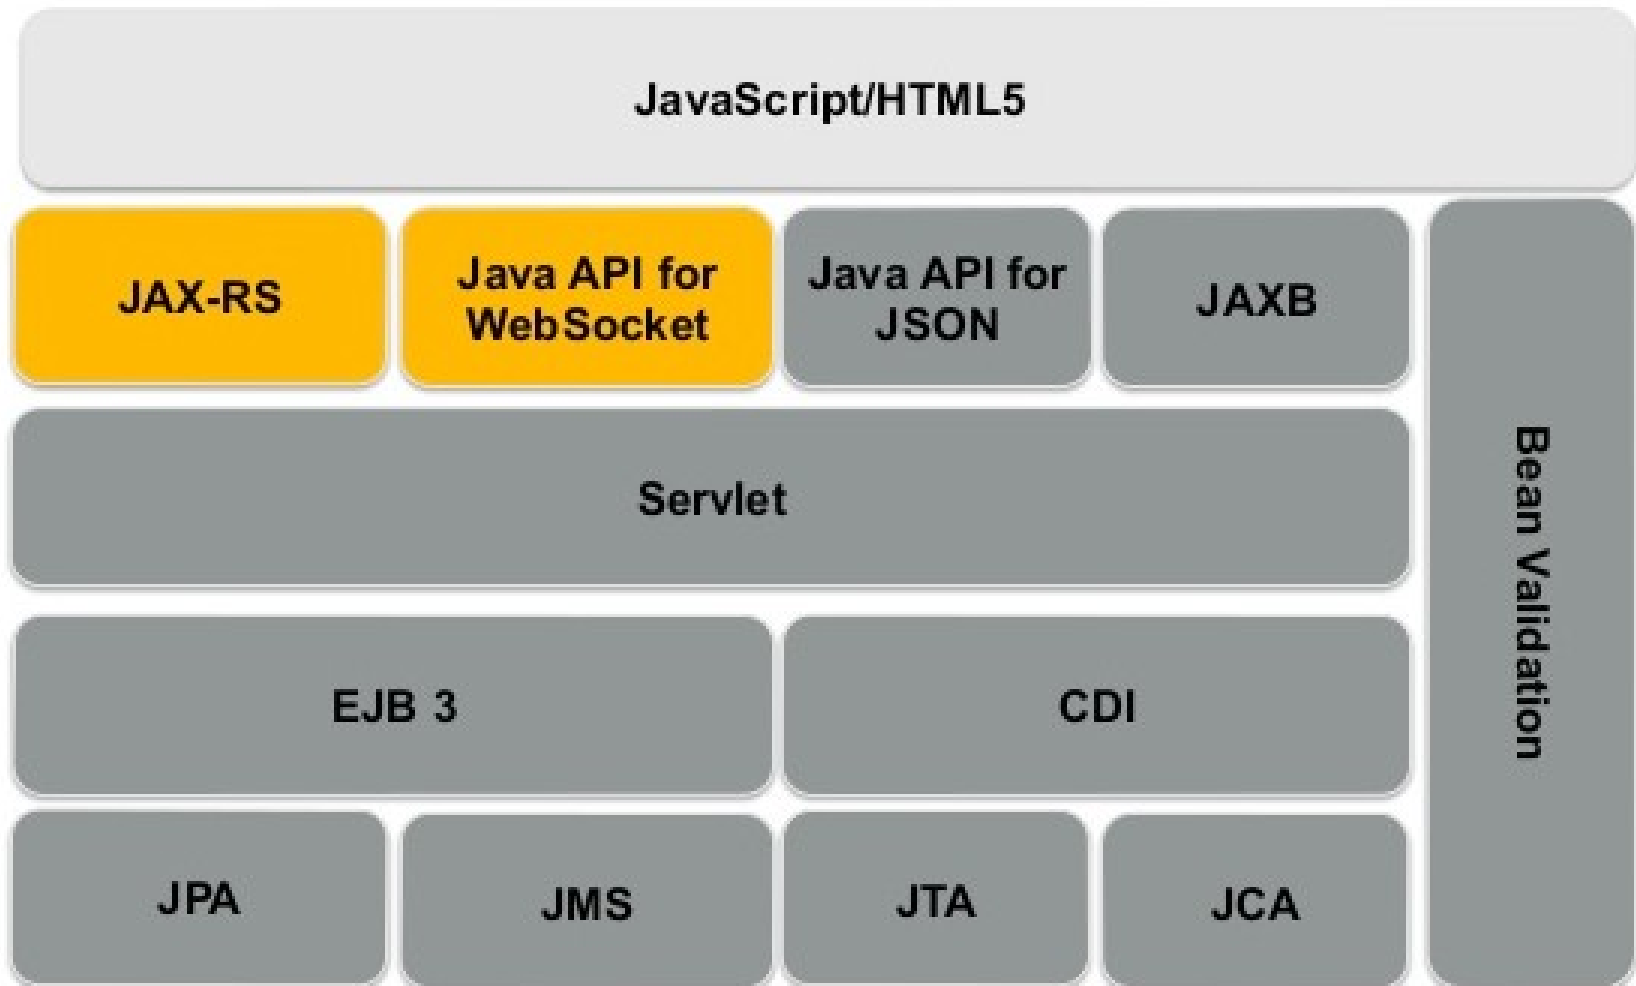 JavaScript/HTML5
JAX-RS
Java API for
WebSocket
Java API for
JSON
JAXB
Bean Validation
Servlet
EJB 3
CDI
JPA
JMS
JTA
JCA